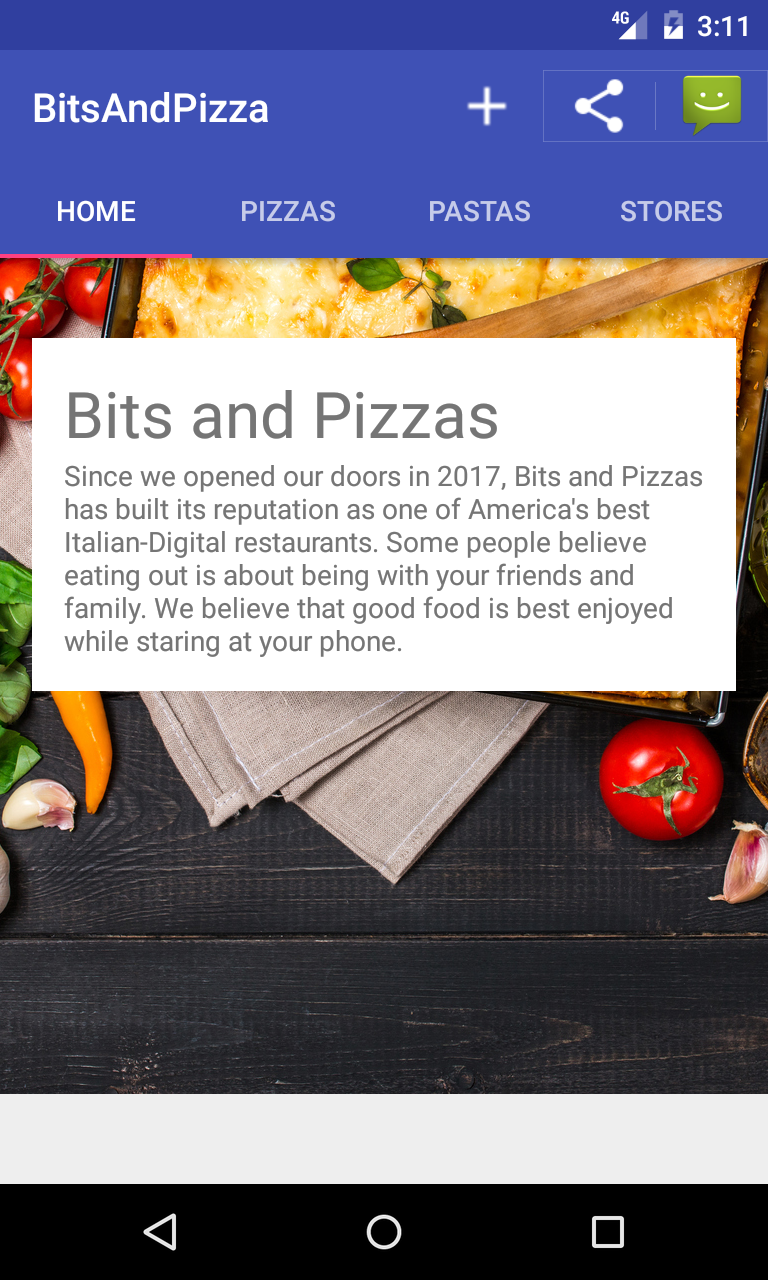 4G 3:11
BitsAndPizza
HOME PIZZAS PASTAS STORES
Bits and Pizzas
Since we opened our doors in 2017, Bits and Pizzas
has built its reputation as one of America's best
Italian-Digital restaurants. Some people believe
eating out is about being with your friends and
family. We believe that good food is best enjoyed
while staring at your phone.